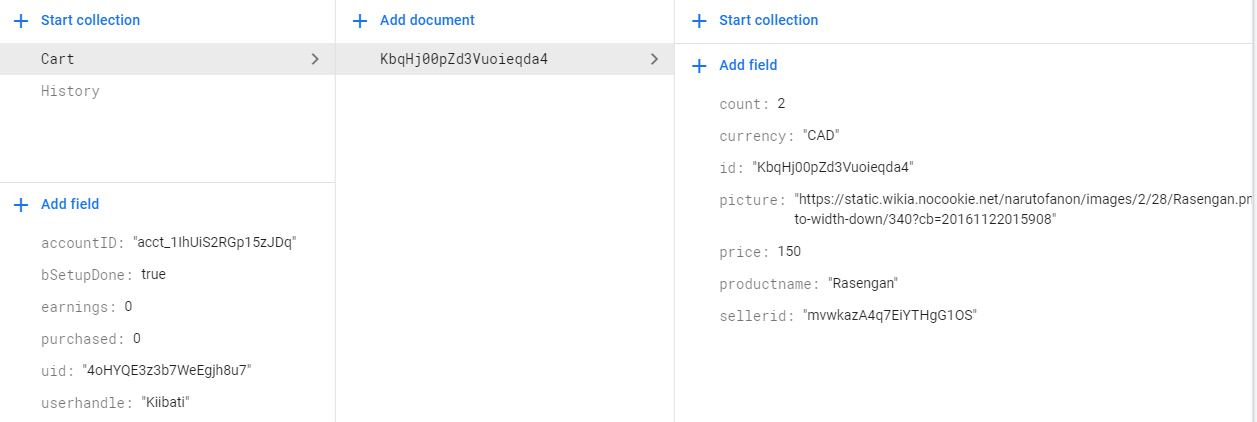 + Start collection
Cart
History
+ Add field
accountID: "acct_1IhUiS2RGp15zJDq"
bSetupDone: true
earnings: 0
purchased: 0
uid: "4oHYQE3z3b7WeEgjh8u7"
userhandle: "Kiibati"
+ Add document
KbqHj00pZd3Vuoieqda4
+ Start collection
+ Add field
count: 2
currency: "CAD"
id: "KbqHj00pZd3Vuoieqda4"
picture: "https://static.wikia.nocookie.net/narutofanon/images/2/28/Rasengan.pn
to-width-down/340?cb=20161122015908"
price: 150
productname: "Rasengan"
sellerid: "mvwkazA4q7EiYTHgG1OS"